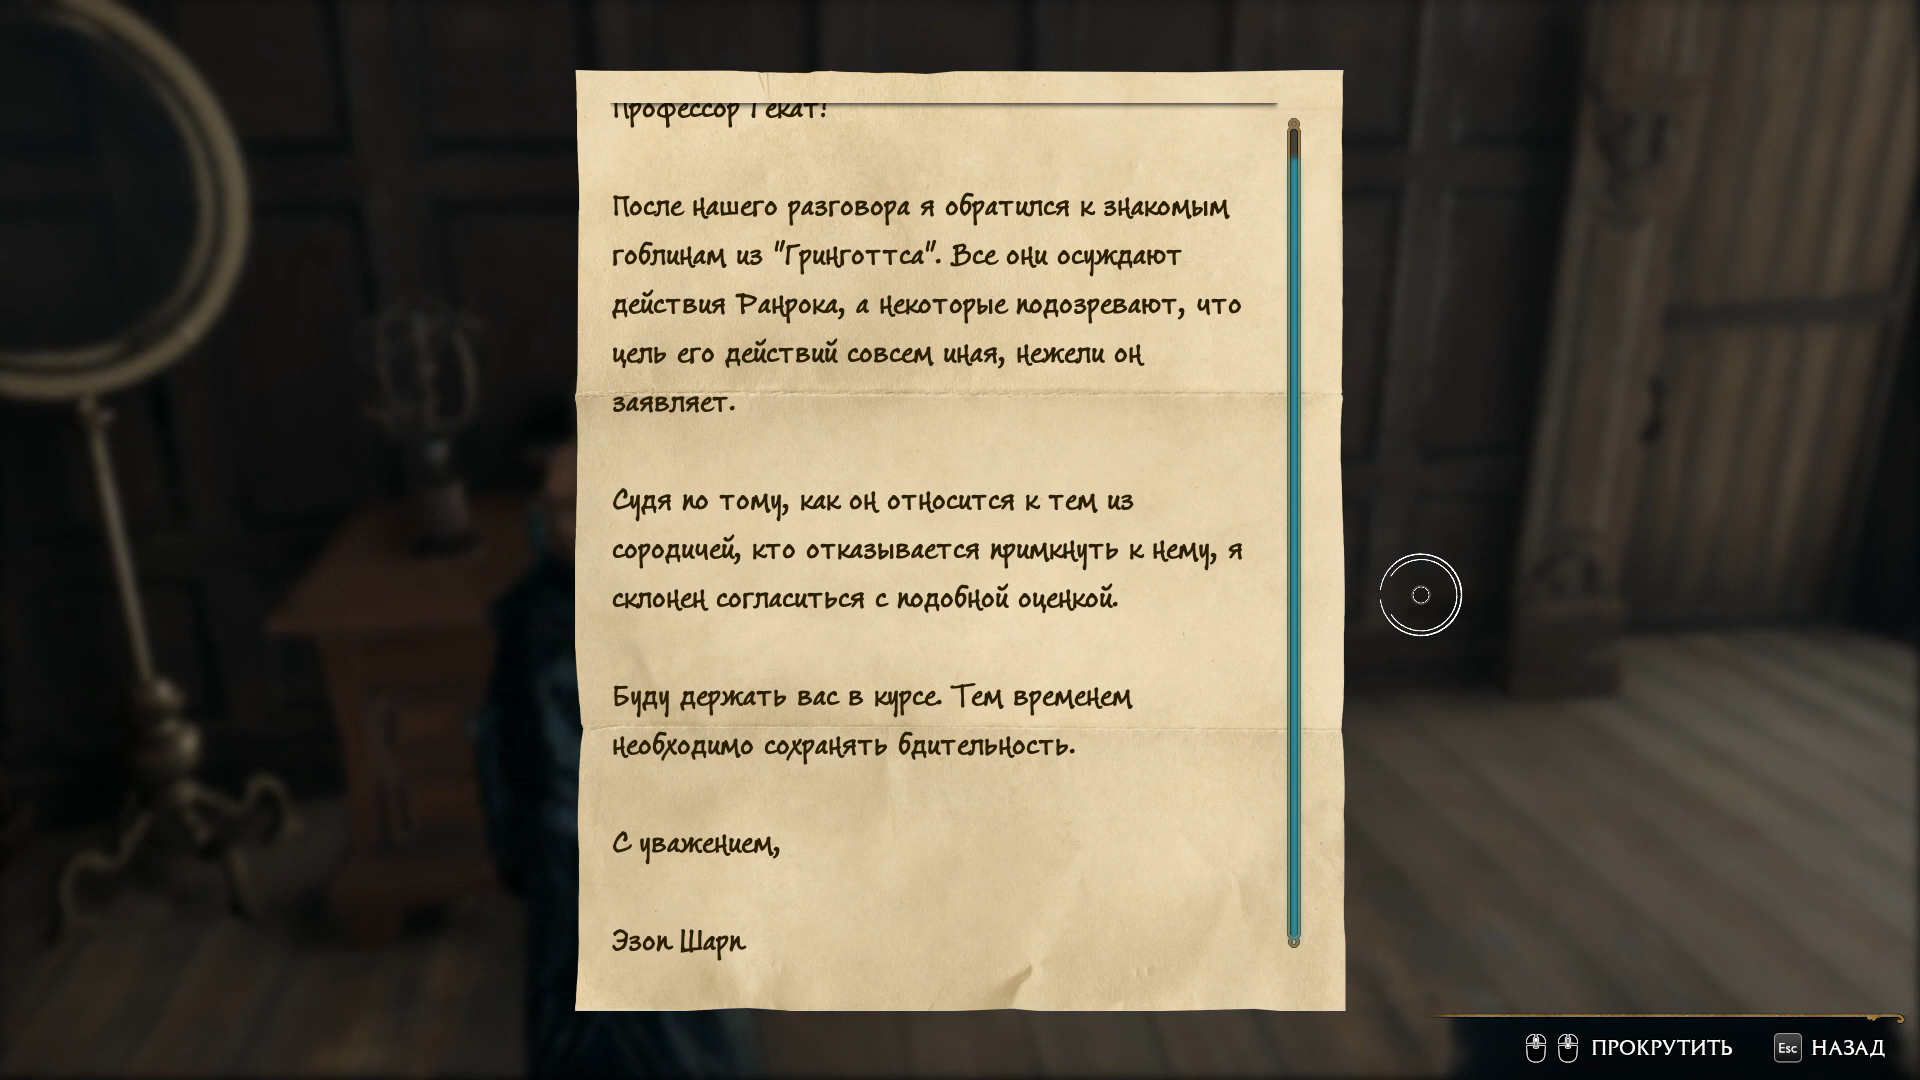 Профессор Гекат!
После нашего разговора я обратился к знакомым
гоблинам из "Гринготтса". Все они осуждают
действия Ранрока, а некоторые подозревают, что
цель его действий совсем иная, нежели он
заявляет.
Судя по тому, как он относится к тем из
сородичей, кто отказывается примкнуть к нему, я
склонен согласиться с подобной оценкой.
Буду держать вас в курсе. Тем временем
необходимо сохранять бдительность.
С уважением,
Эзоп Шарп
ПРОКРУТИТЬ Esc НАЗАД